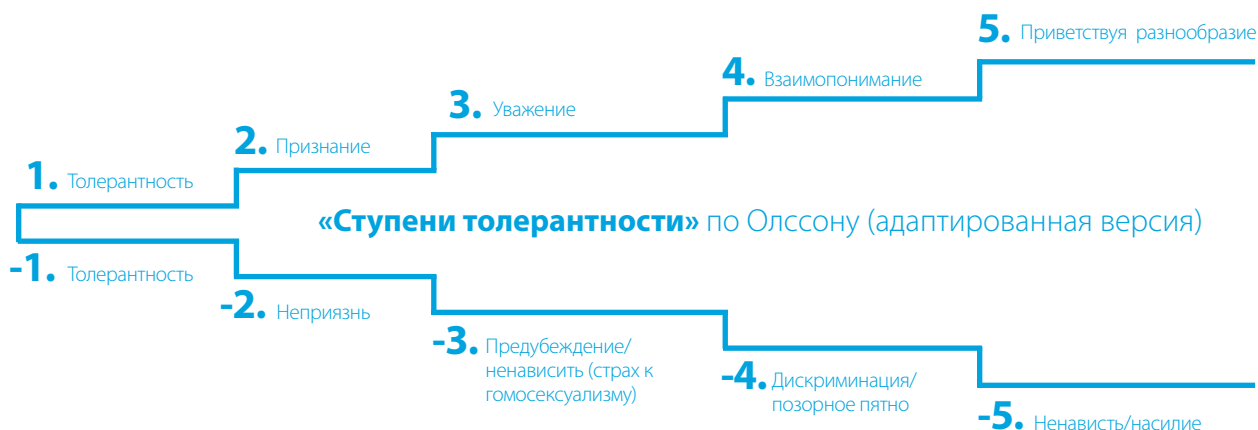 5. Приветствуя разнообразие
4. Взаимопонимание
3. Уважение
2. Признание
1. Толерантность
«Ступени толерантности» по Олссону (адаптированная версия)
-1. Толерантность
-2. Неприязнь
-3. Предубеждение/
ненависить (страх к
гомосексуализму)
-4. Дискриминация/
позорное пятно
-5. Ненависть/насилие